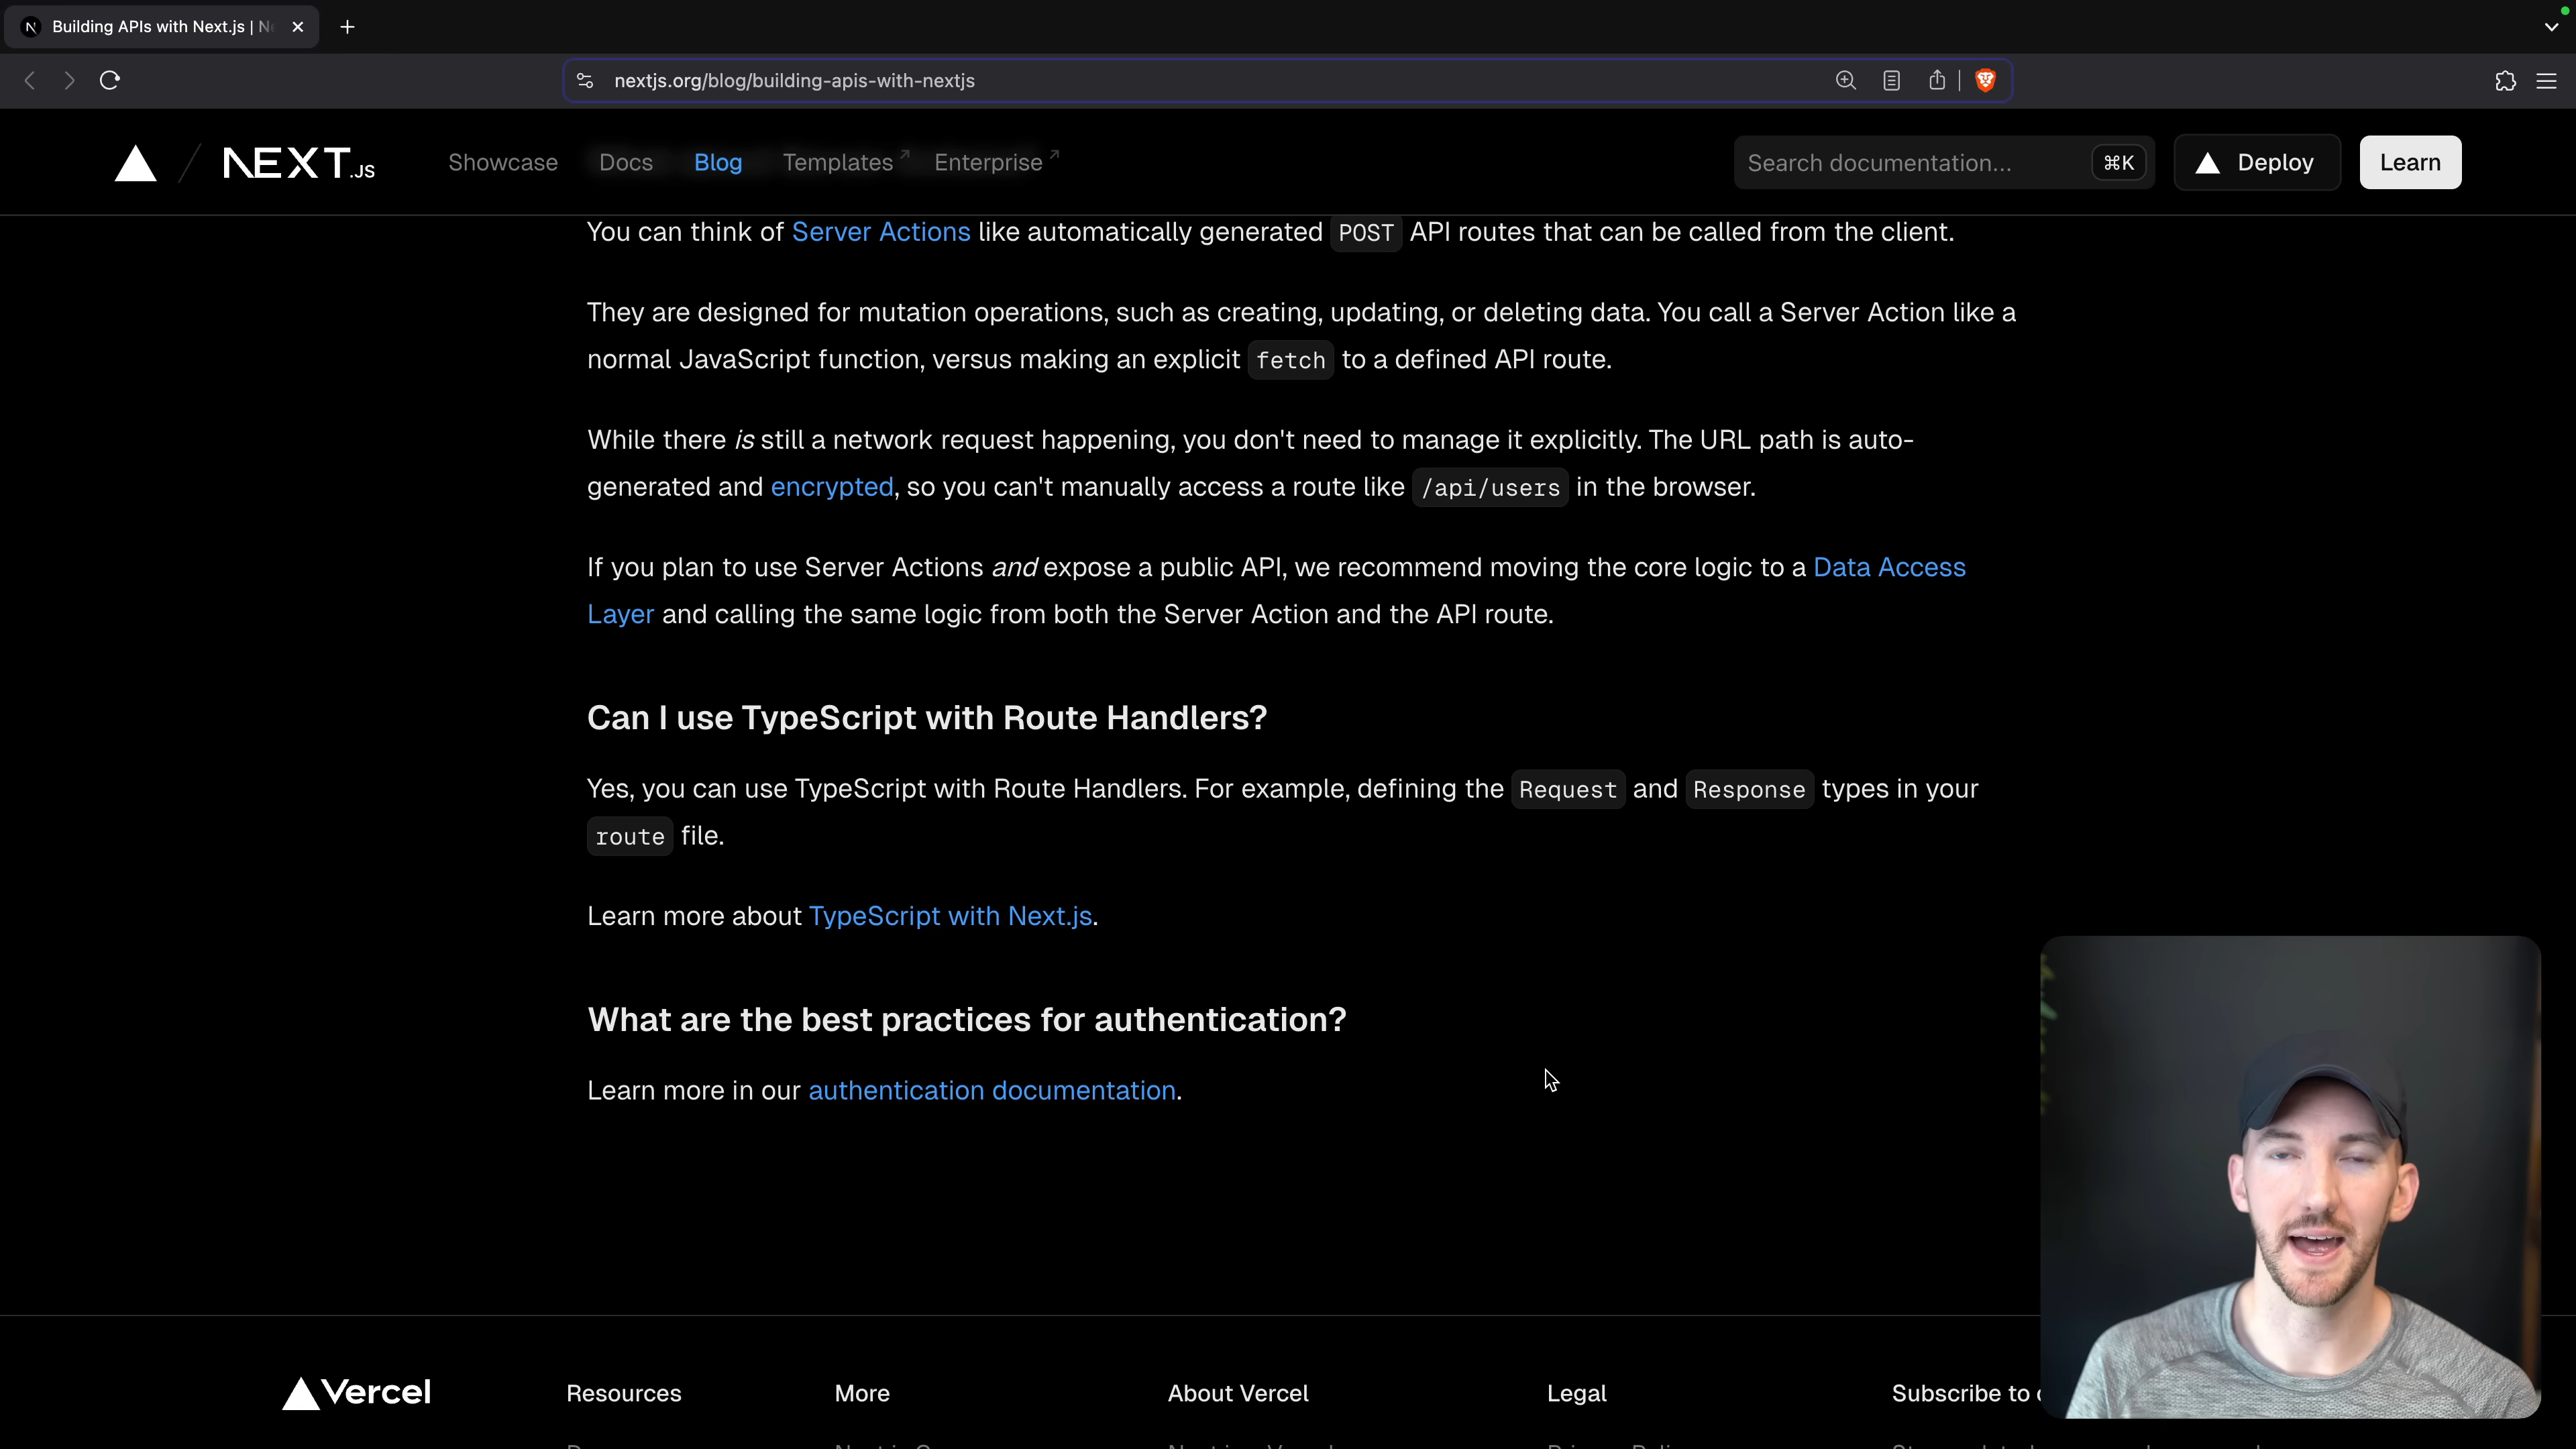 Building APIs with Next.js | Ne
nextjs.org/blog/building-apis-with-nextjs
NEXT.JS
Showcase Docs Blog Templates Enterprise
Search documentation... ⌘K
Deploy
Learn
You can think of Server Actions like automatically generated POST API routes that can be called from the client.
They are designed for mutation operations, such as creating, updating, or deleting data. You call a Server Action like a
normal JavaScript function, versus making an explicit fetch to a defined API route.
While there is still a network request happening, you don't need to manage it explicitly. The URL path is auto-
generated and encrypted, so you can't manually access a route like /api/users in the browser.
If you plan to use Server Actions and expose a public API, we recommend moving the core logic to a Data Access
Layer and calling the same logic from both the Server Action and the API route.
Can I use TypeScript with Route Handlers?
Yes, you can use TypeScript with Route Handlers. For example, defining the Request and Response types in your
route file.
Learn more about TypeScript with Next.js.
What are the best practices for authentication?
Learn more in our authentication documentation.
Vercel
Resources More About Vercel Legal Subscribe to